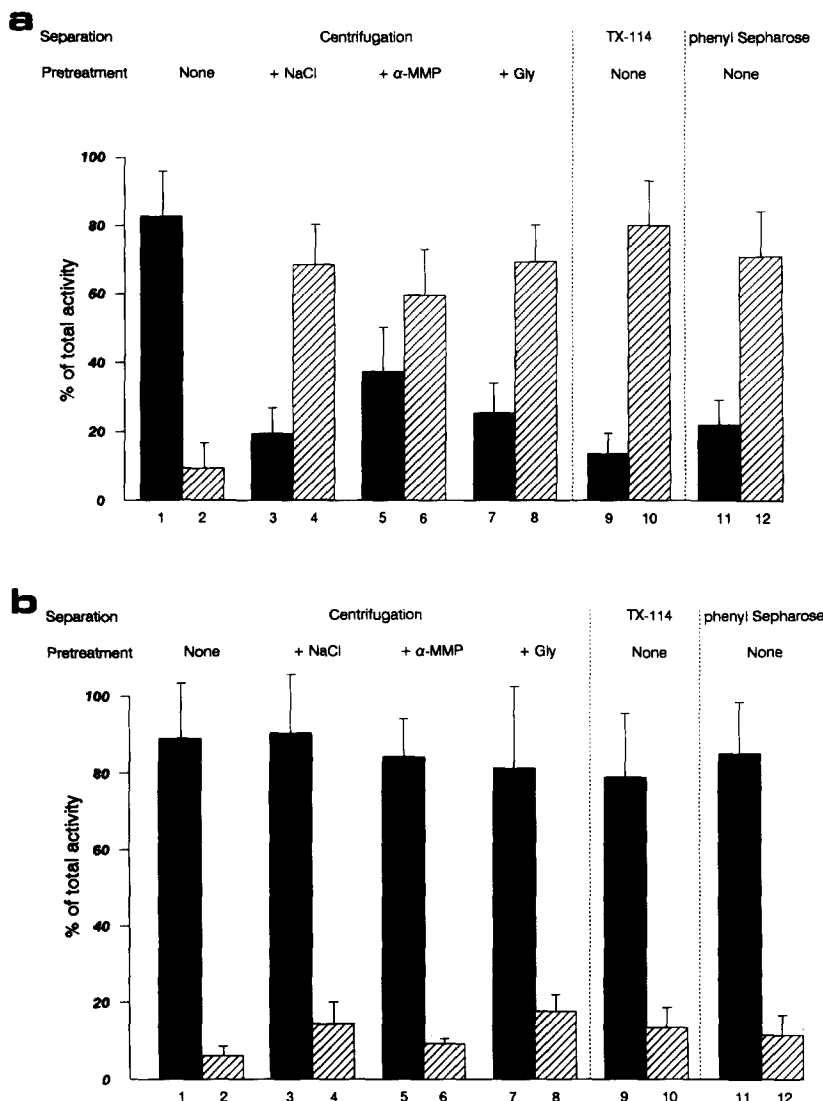 a
Separation Centrifugation TX-114 phenyl Sepharose
Pretreatment None + NaCl + α-MMP + Gly None None
% of total activity
100
80
60
40
20
0
1 2 3 4 5 6 7 8 9 10 11 12
b
Separation Centrifugation TX-114 phenyl Sepharose
Pretreatment None + NaCl + α-MMP + Gly None None
% of total activity
100
80
60
40
20
0
1 2 3 4 5 6 7 8 9 10 11 12